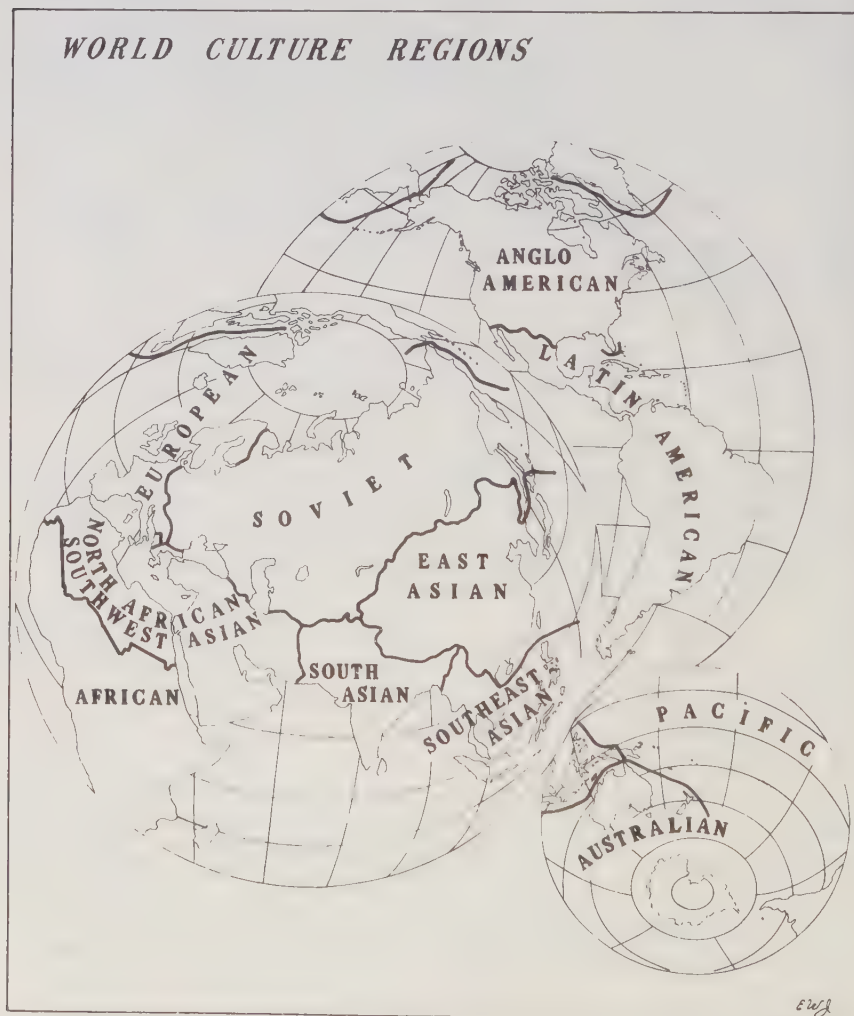 WORLD CULTURE REGIONS
ANGLO
AMERICAN
LATIN AMERICAN
EUROPEAN
SOVIET
EAST
ASIAN
NORTH AFRICAN
SOUTHWEST ASIAN
SOUTH
ASIAN
AFRICAN
SOUTHEAST
ASIAN
PACIFIC
AUSTRALIAN
EWJ